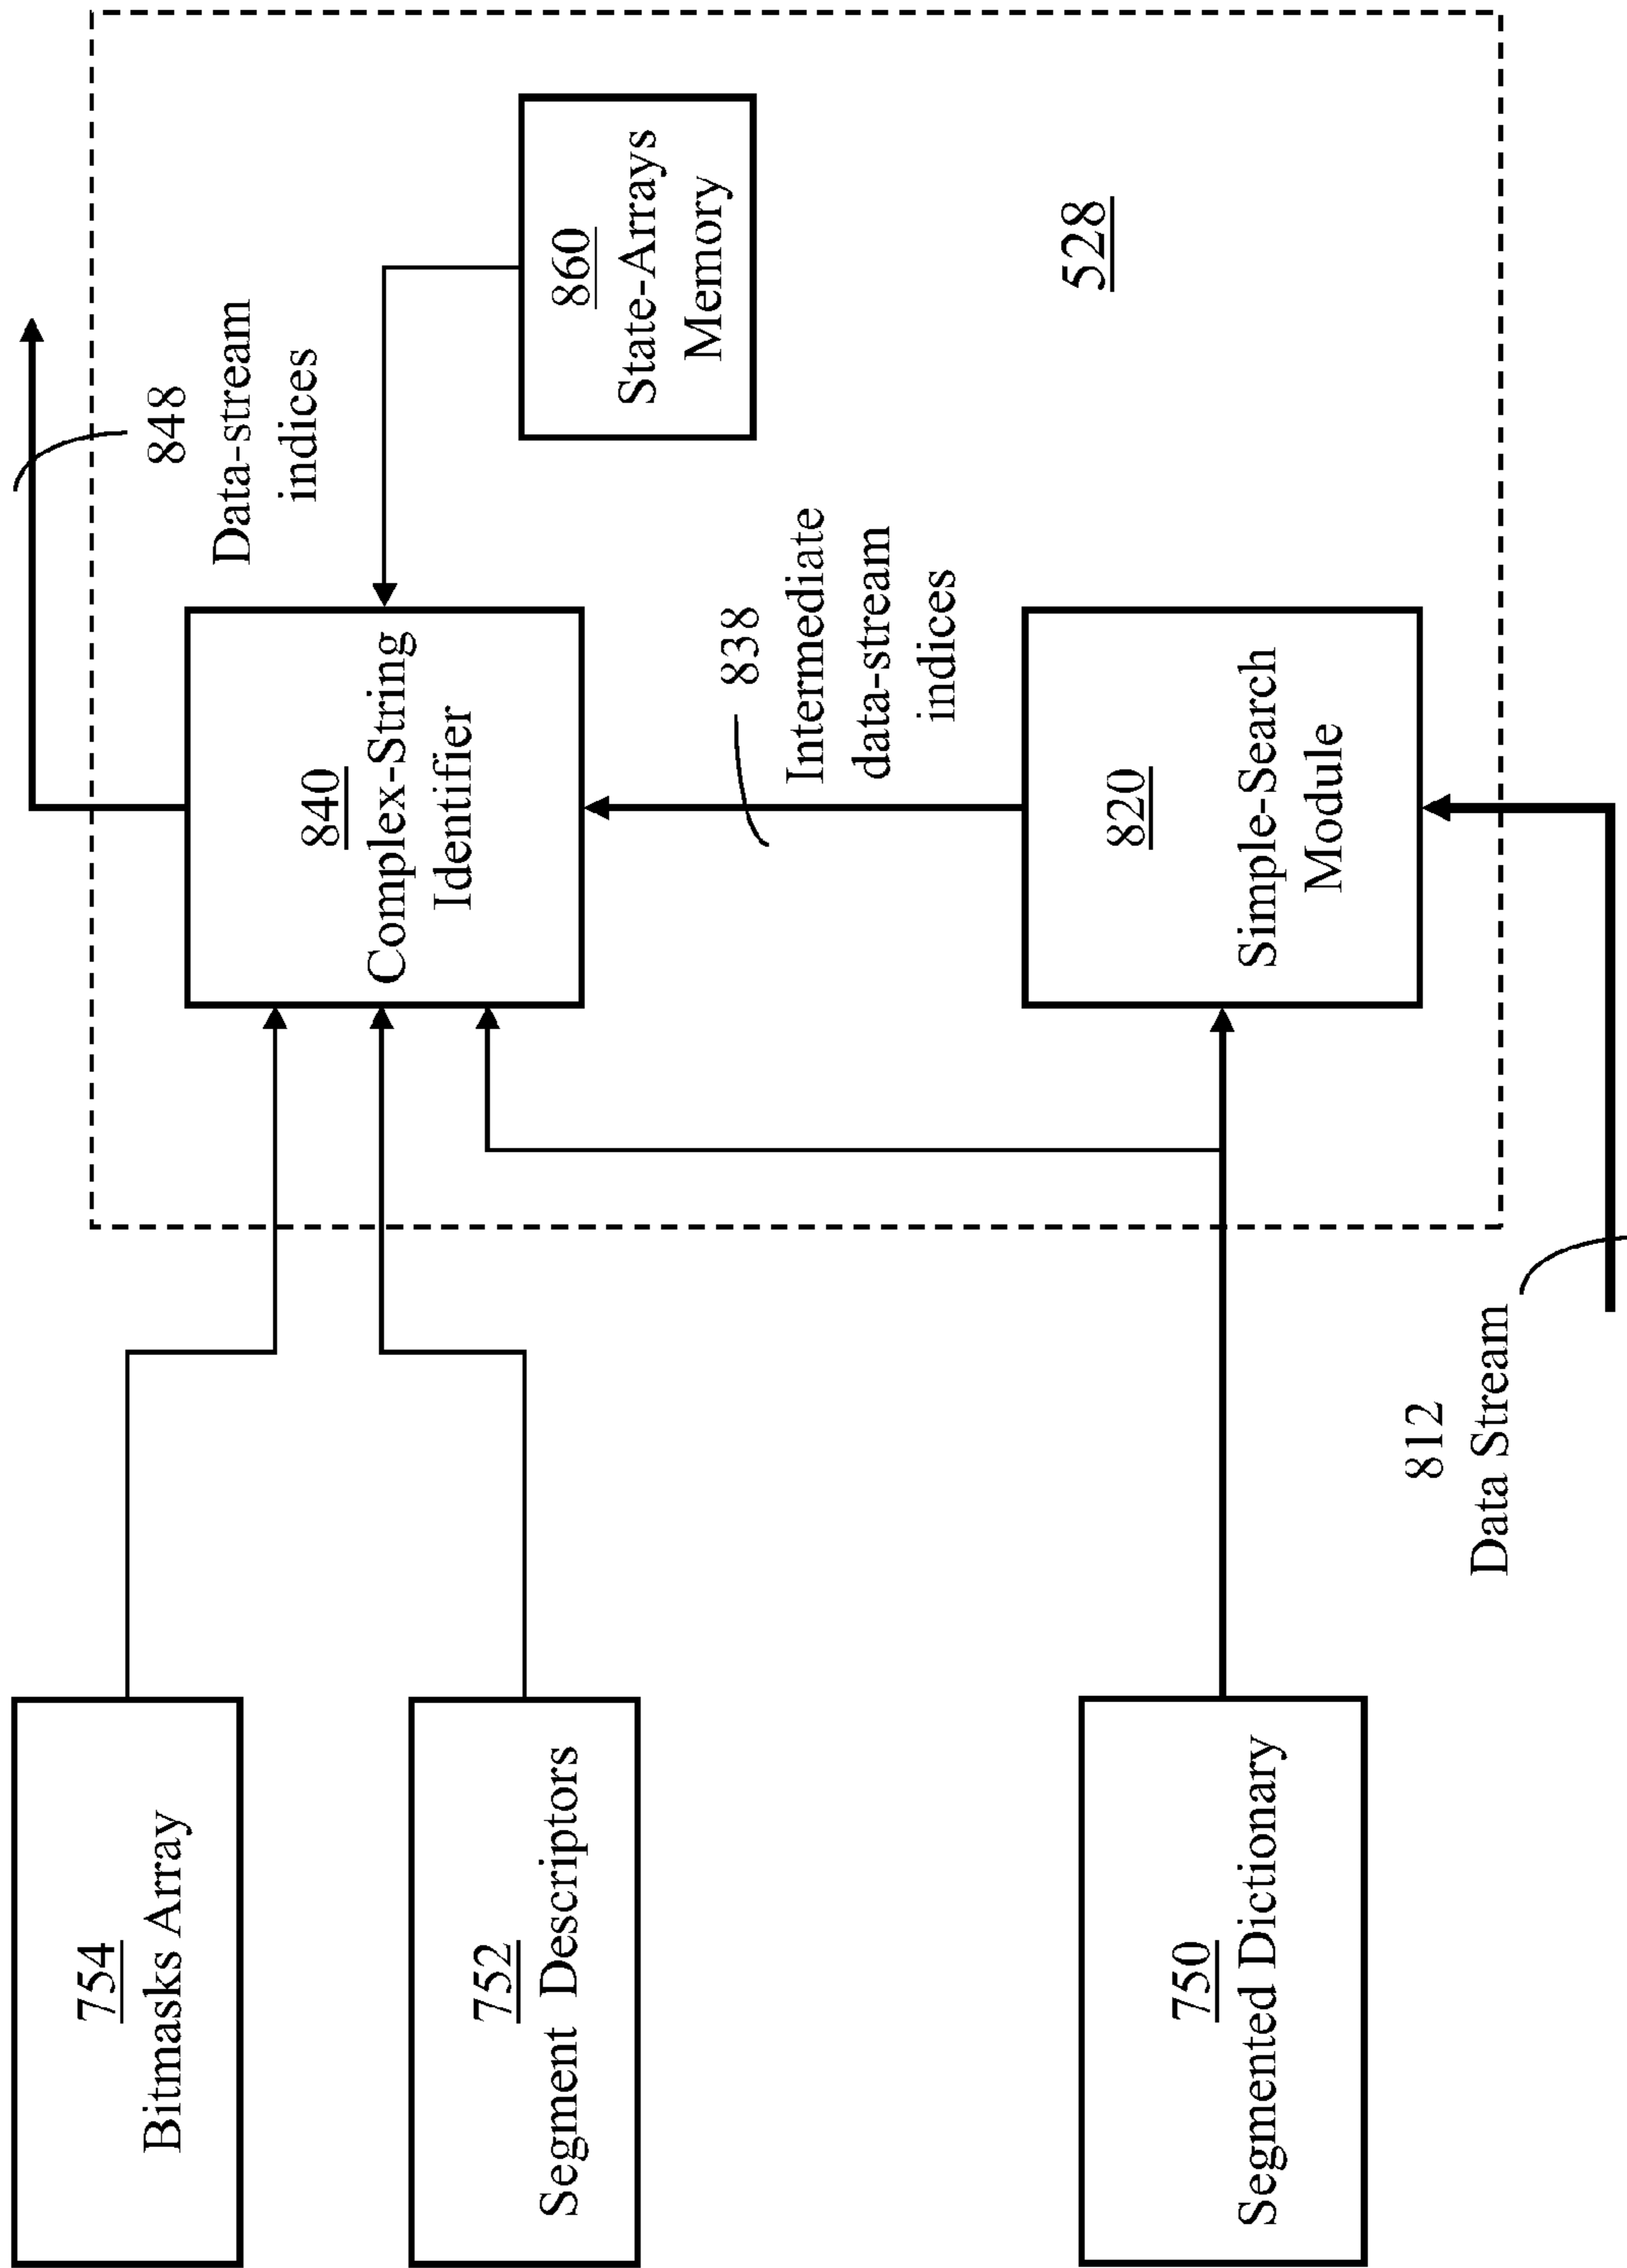 754
Bitmasks Array
752
Segment Descriptors
750
Segmented Dictionary
812
Data Stream
840
Complex-String
Identifier
838
Intermediate
data-stream
indices
820
Simple-Search
Module
848
Data-stream
indices
860
State-Arrays
Memory
528